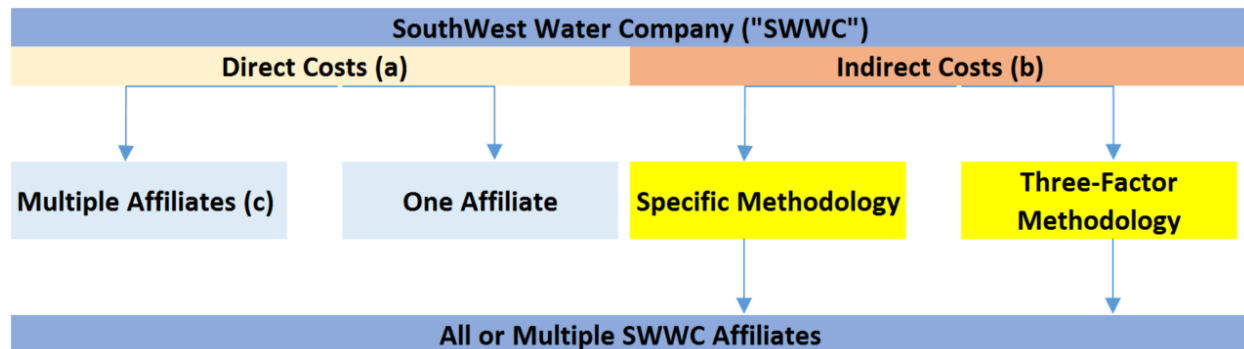 SouthWest Water Company ("SWWC")
Direct Costs (a)
Indirect Costs (b)
Multiple Affiliates (c)
One Affiliate
Specific Methodology
Three-Factor
Methodology
All or Multiple SWWC Affiliates